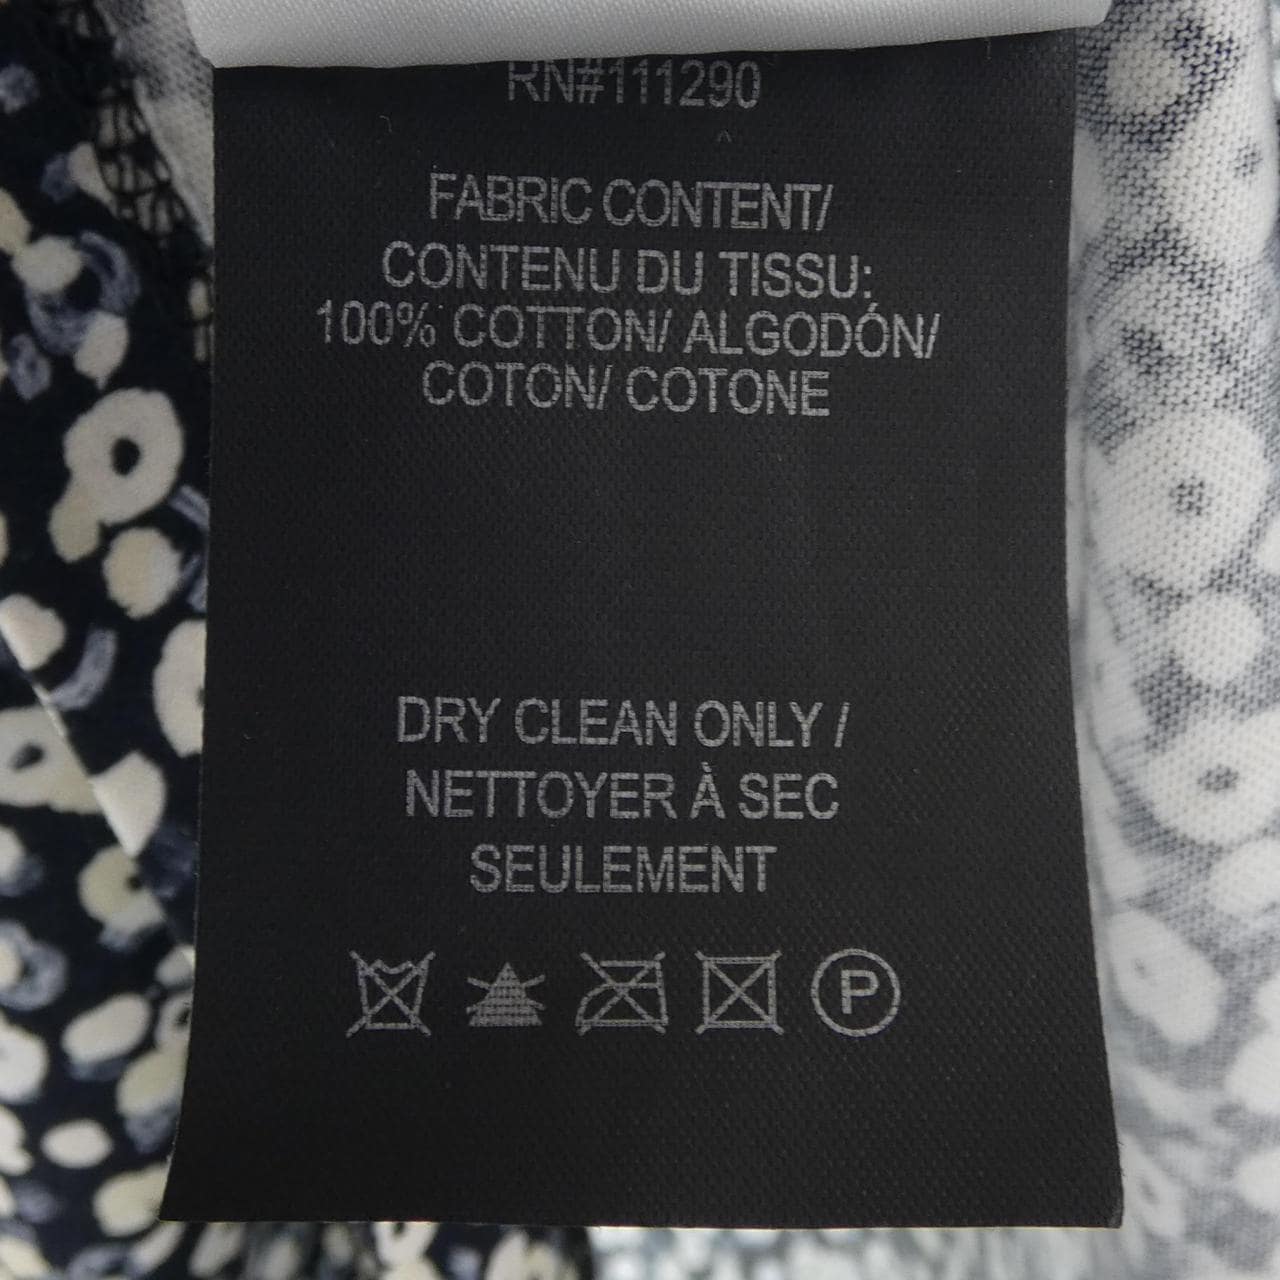 RN#111290
FABRIC CONTENT/
CONTENU DU TISSU:
100% COTTON/ ALGODÓN/
COTON/ COTONE
DRY CLEAN ONLY /
NETTOYER À SEC
SEULEMENT
P